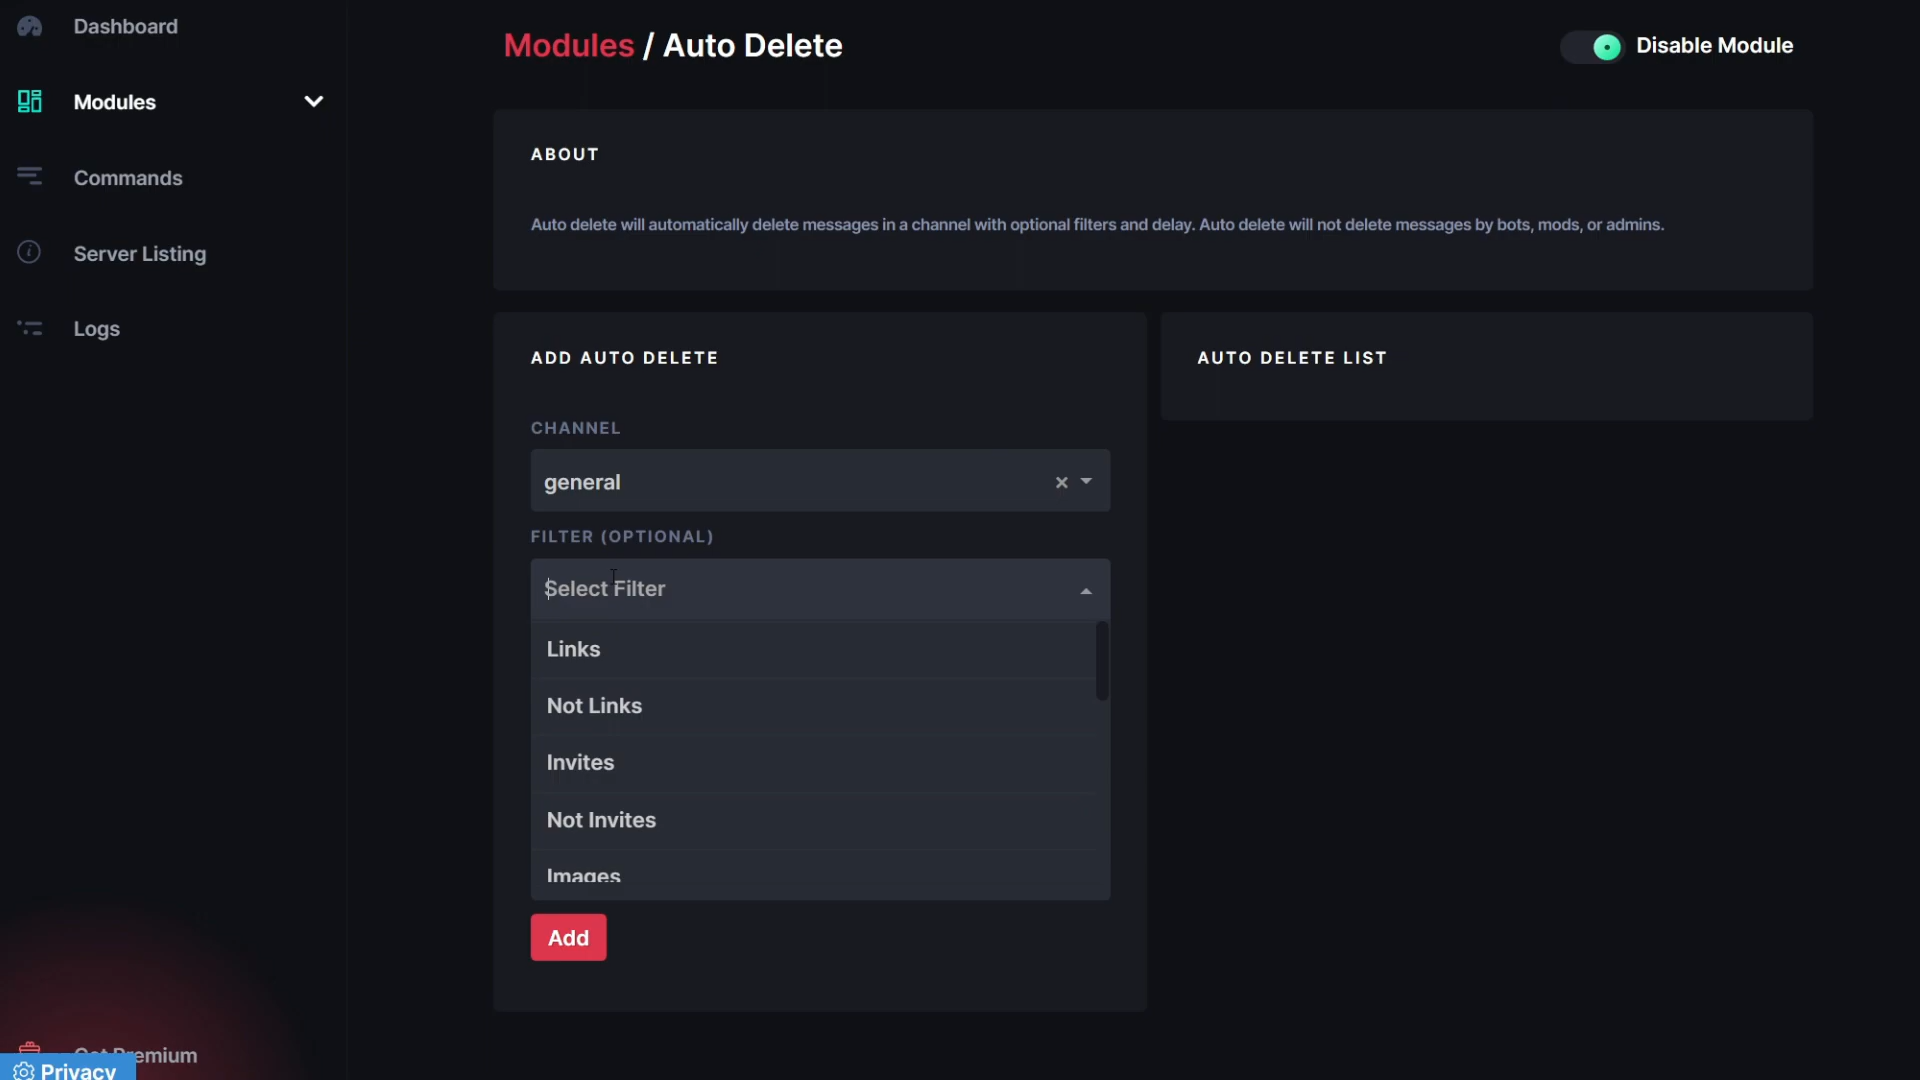 Dashboard
Modules
Commands
Server Listing
Logs
Get Premium
Privacy
Modules / Auto Delete
Disable Module
ABOUT
Auto delete will automatically delete messages in a channel with optional filters and delay. Auto delete will not delete messages by bots, mods, or admins.
ADD AUTO DELETE
CHANNEL
general
FILTER (OPTIONAL)
Select Filter
Links
Not Links
Invites
Not Invites
Images
Add
AUTO DELETE LIST